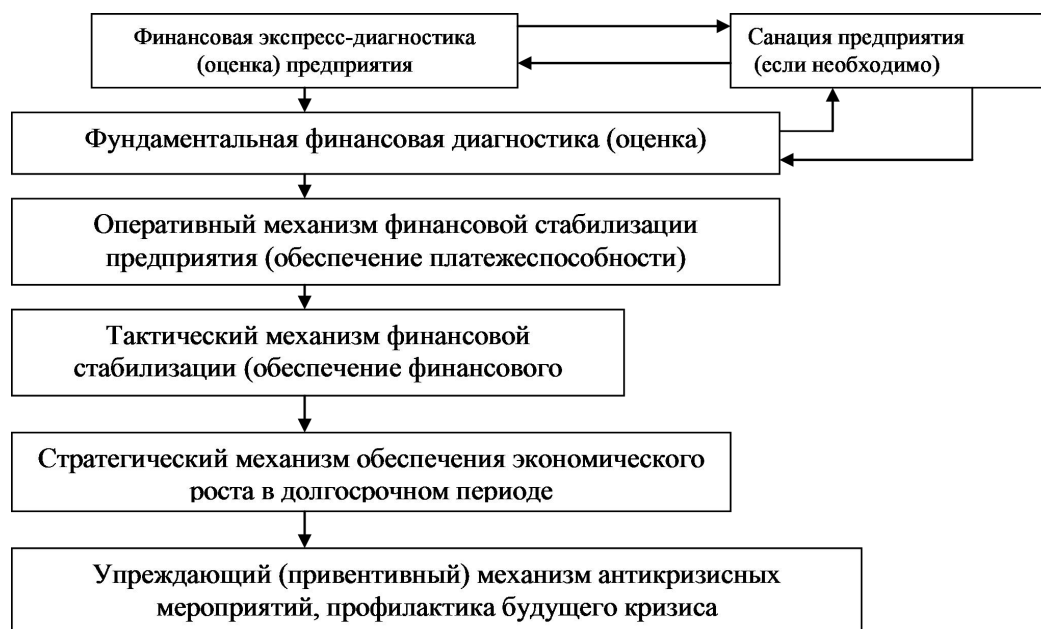 Финансовая экспресс-диагностика
(оценка) предприятия
Санация предприятия
(если необходимо)
Фундаментальная финансовая диагностика (оценка)
Оперативный механизм финансовой стабилизации
предприятия (обеспечение платежеспособности)
Тактический механизм финансовой
стабилизации (обеспечение финансового
Стратегический механизм обеспечения экономического
роста в долгосрочном периоде
Упреждающий (привентивный) механизм антикризисных
мероприятий, профилактика будущего кризиса